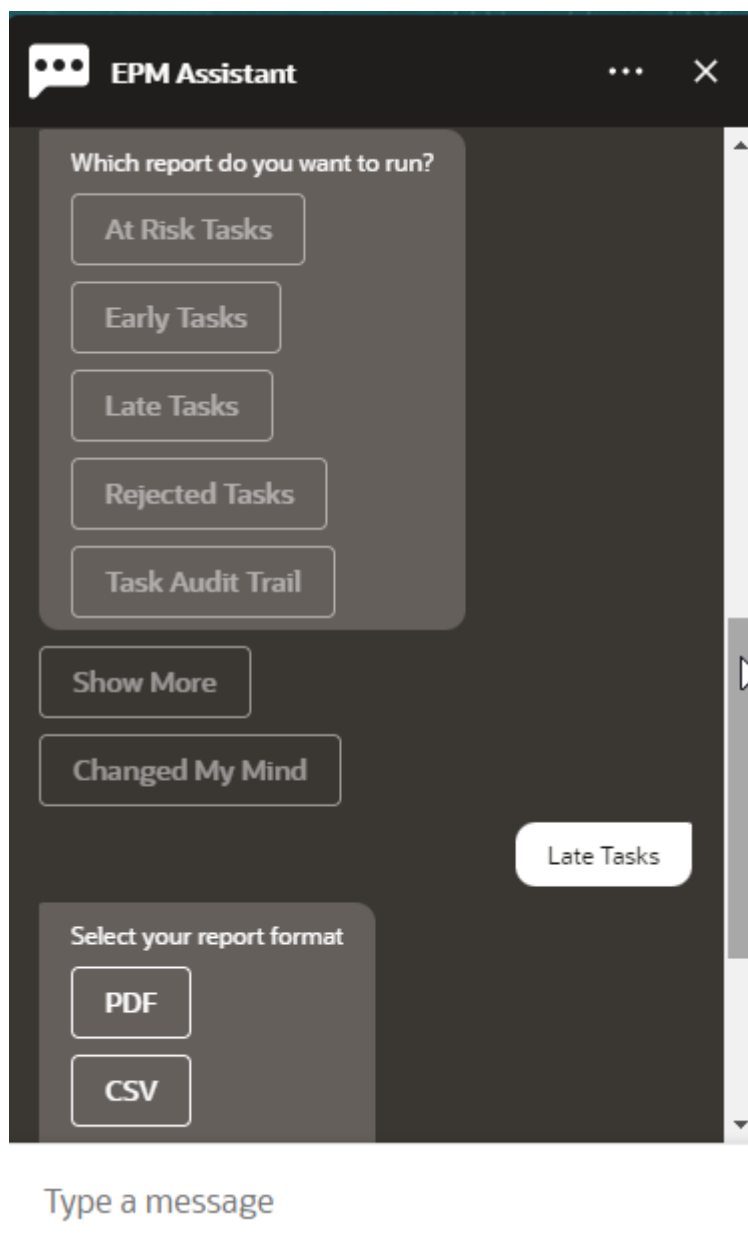 EPM Assistant
Which report do you want to run?
At Risk Tasks
Early Tasks
Late Tasks
Rejected Tasks
Task Audit Trail
Show More
Changed My Mind
Late Tasks
Select your report format
PDF
CSV
Type a message